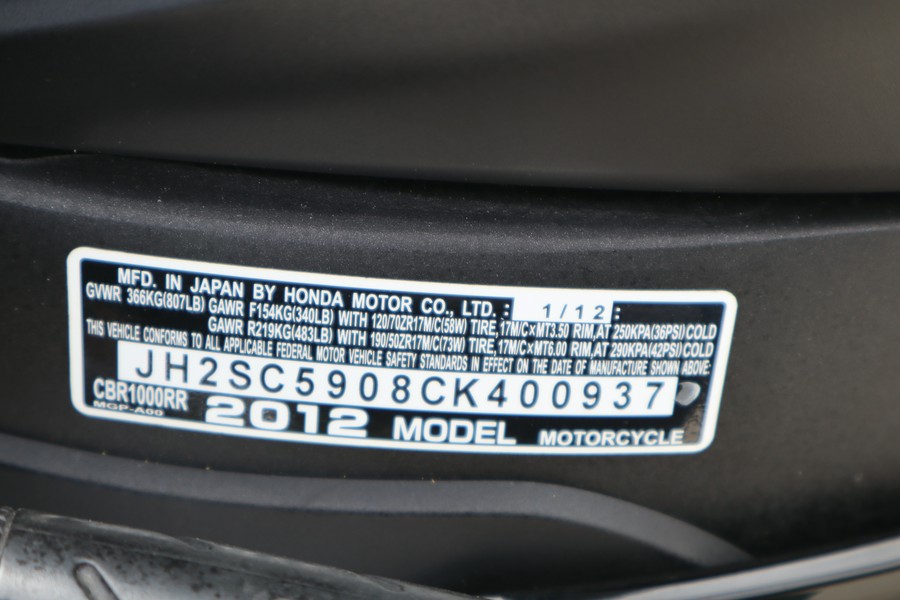 MFD. IN JAPAN BY HONDA MOTOR CO., LTD. : 1/12 :
GVWR 366KG(807LB) GAWR F154KG(340LB) WITH 120/70ZR17M/C(58W) TIRE,17M/C×MT3.50 RIM,AT 250KPA(36PSI)COLD
GAWR R219KG(483LB) WITH 190/50ZR17M/C(73W) TIRE,17M/C×MT6.00 RIM,AT 290KPA(42PSI)COLD
THIS VEHICLE CONFORMS TO ALL APPLICABLE FEDERAL MOTOR VEHICLE SAFETY STANDARDS IN EFFECT ON THE DATE OF MANUFACTURE SHOWN ABOVE:
JH2SC5908CK400937
CBR1000RR 2012 MODEL MOTORCYCLE
MGP-A00